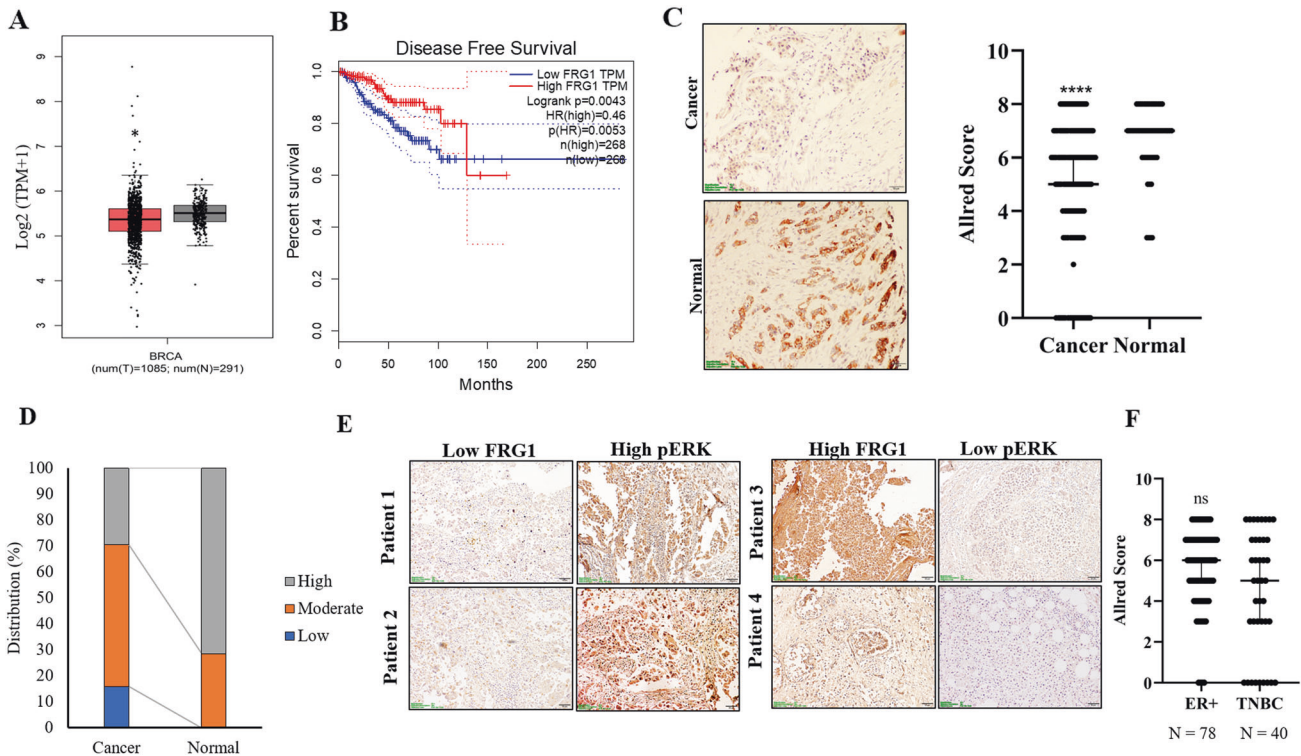 A
9
8
7
6
5
4
3
Log2 (TPM+1)
*
BRCA
(num(T)=1085; num(N)=291)
B
Disease Free Survival
Low FRG1 TPM
High FRG1 TPM
Logrank p=0.0043
HR(high)=0.46
p(HR)=0.0053
n(high)=268
Percent survival
1.0
0.8
0.6
0.4
0.2
0.0
0 50 100 150 200 250
Months
C
Cancer
Normal
Allred Score
10
8
6
4
2
0
****
Cancer Normal
D
Distribution (%)
100
90
80
70
60
50
40
30
20
10
0
Cancer Normal
High
Moderate
Low
E
Low FRG1 High pERK High FRG1 Low pERK
Patient 1
Patient 2
Patient 3
Patient 4
F
Allred Score
10
8
6
4
2
0
ns
ER+ TNBC
N = 78 N = 40